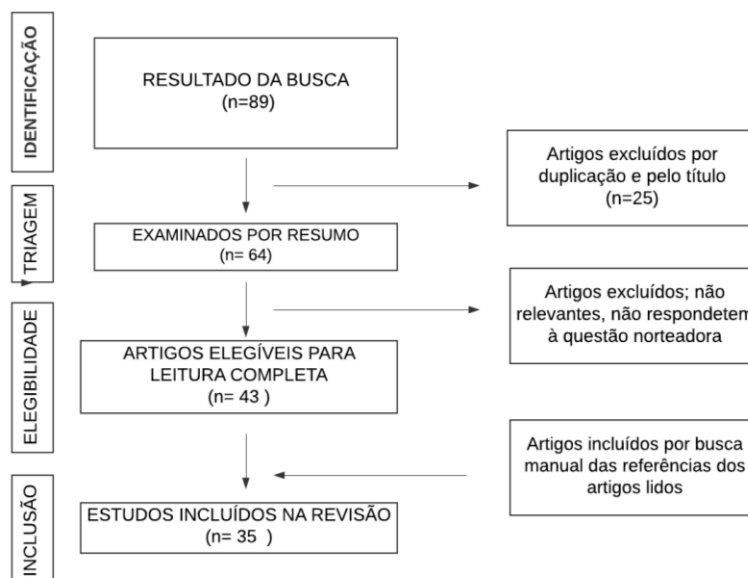 IDENTIFICAÇÃO
RESULTADO DA BUSCA
(n=89)
Artigos excluídos por
duplicação e pelo título
(n=25)
TRIAGEM
EXAMINADOS POR RESUMO
(n= 64)
Artigos excluídos; não
relevantes, não respondetem
à questão norteadora
ELEGIBILIDADE
ARTIGOS ELEGÍVEIS PARA
LEITURA COMPLETA
(n= 43 )
Artigos incluídos por busca
manual das referências dos
artigos lidos
INCLUSÃO
ESTUDOS INCLUÍDOS NA REVISÃO
(n= 35 )